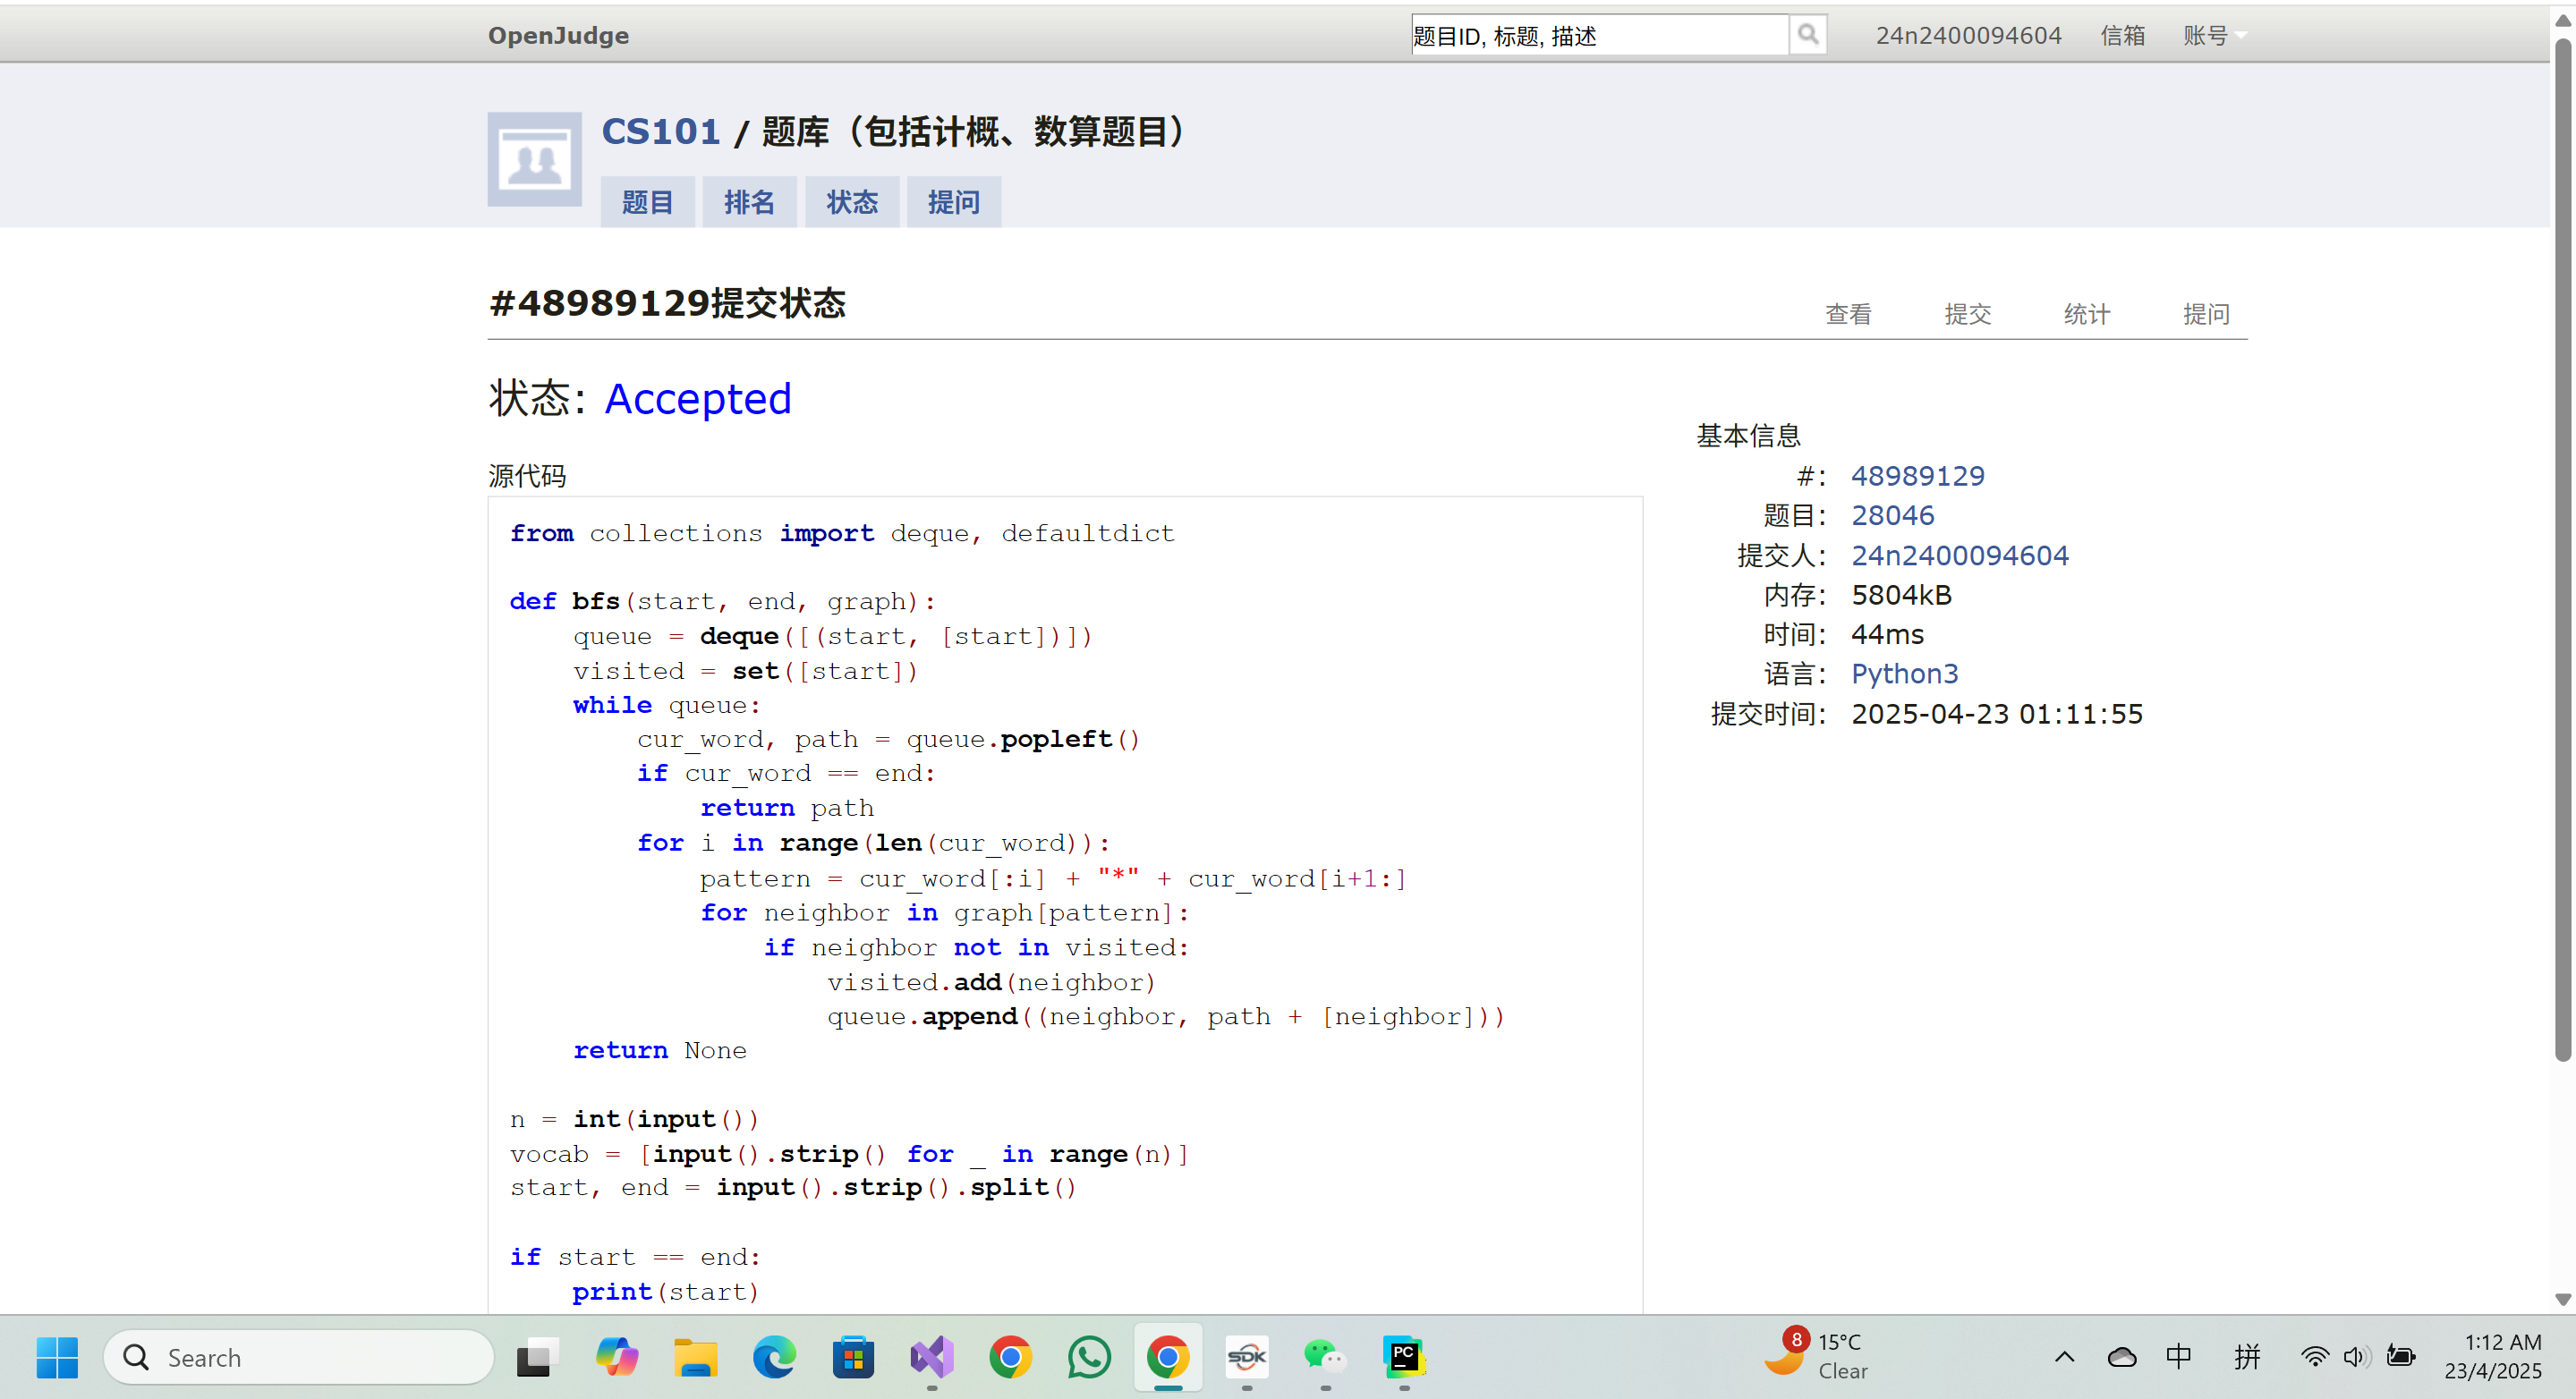 OpenJudge
题目ID, 标题, 描述
24n2400094604 信箱 账号
CS101 / 题库（包括计概、数算题目）
题目 排名 状态 提问
#48989129提交状态
查看 提交 统计 提问
状态: Accepted
源代码
from collections import deque, defaultdict
def bfs(start, end, graph):
    queue = deque([(start, [start])])
    visited = set([start])
    while queue:
        cur_word, path = queue.popleft()
        if cur_word == end:
            return path
        for i in range(len(cur_word)):
            pattern = cur_word[:i] + "*" + cur_word[i+1:]
            for neighbor in graph[pattern]:
                if neighbor not in visited:
                    visited.add(neighbor)
                    queue.append((neighbor, path + [neighbor]))
    return None
n = int(input())
vocab = [input().strip() for _ in range(n)]
start, end = input().strip().split()
if start == end:
    print(start)
基本信息
#: 48989129
题目: 28046
提交人: 24n2400094604
内存: 5804kB
时间: 44ms
语言: Python3
提交时间: 2025-04-23 01:11:55
Search
SDK
PC
8
15°C
Clear
中
拼
1:12 AM
23/4/2025